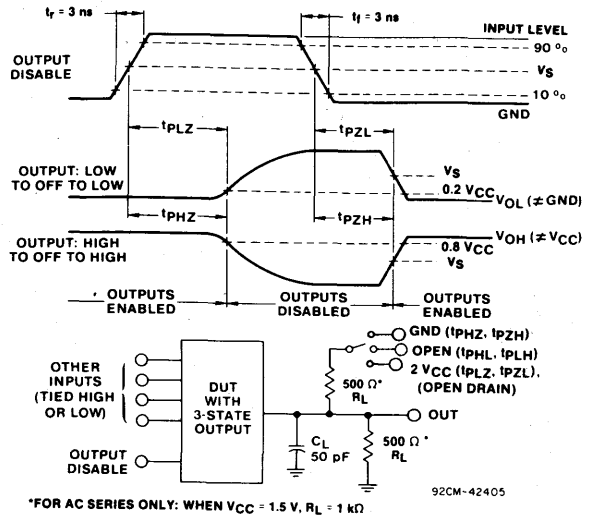 tr = 3 ns
tf = 3 ns
INPUT LEVEL
90 %
OUTPUT
DISABLE
VS
10 %
GND
tPLZ
tPZL
OUTPUT: LOW
TO OFF TO LOW
VS
0.2 VCC
VOL (≠ GND)
tPHZ
tPZH
OUTPUT: HIGH
TO OFF TO HIGH
VOH (≠ VCC)
0.8 VCC
VS
OUTPUTS
ENABLED
OUTPUTS
DISABLED
OUTPUTS
ENABLED
GND (tPHZ, tPZH)
OPEN (tPHL, tPLH)
2 VCC (tPLZ, tPZL),
(OPEN DRAIN)
OTHER
INPUTS
(TIED HIGH
OR LOW)
DUT
WITH
3-STATE
OUTPUT
500 Ω*
RL
OUT
OUTPUT
DISABLE
CL
50 pF
500 Ω*
RL
92CM-42405
*FOR AC SERIES ONLY: WHEN VCC = 1.5 V, RL = 1 kΩ